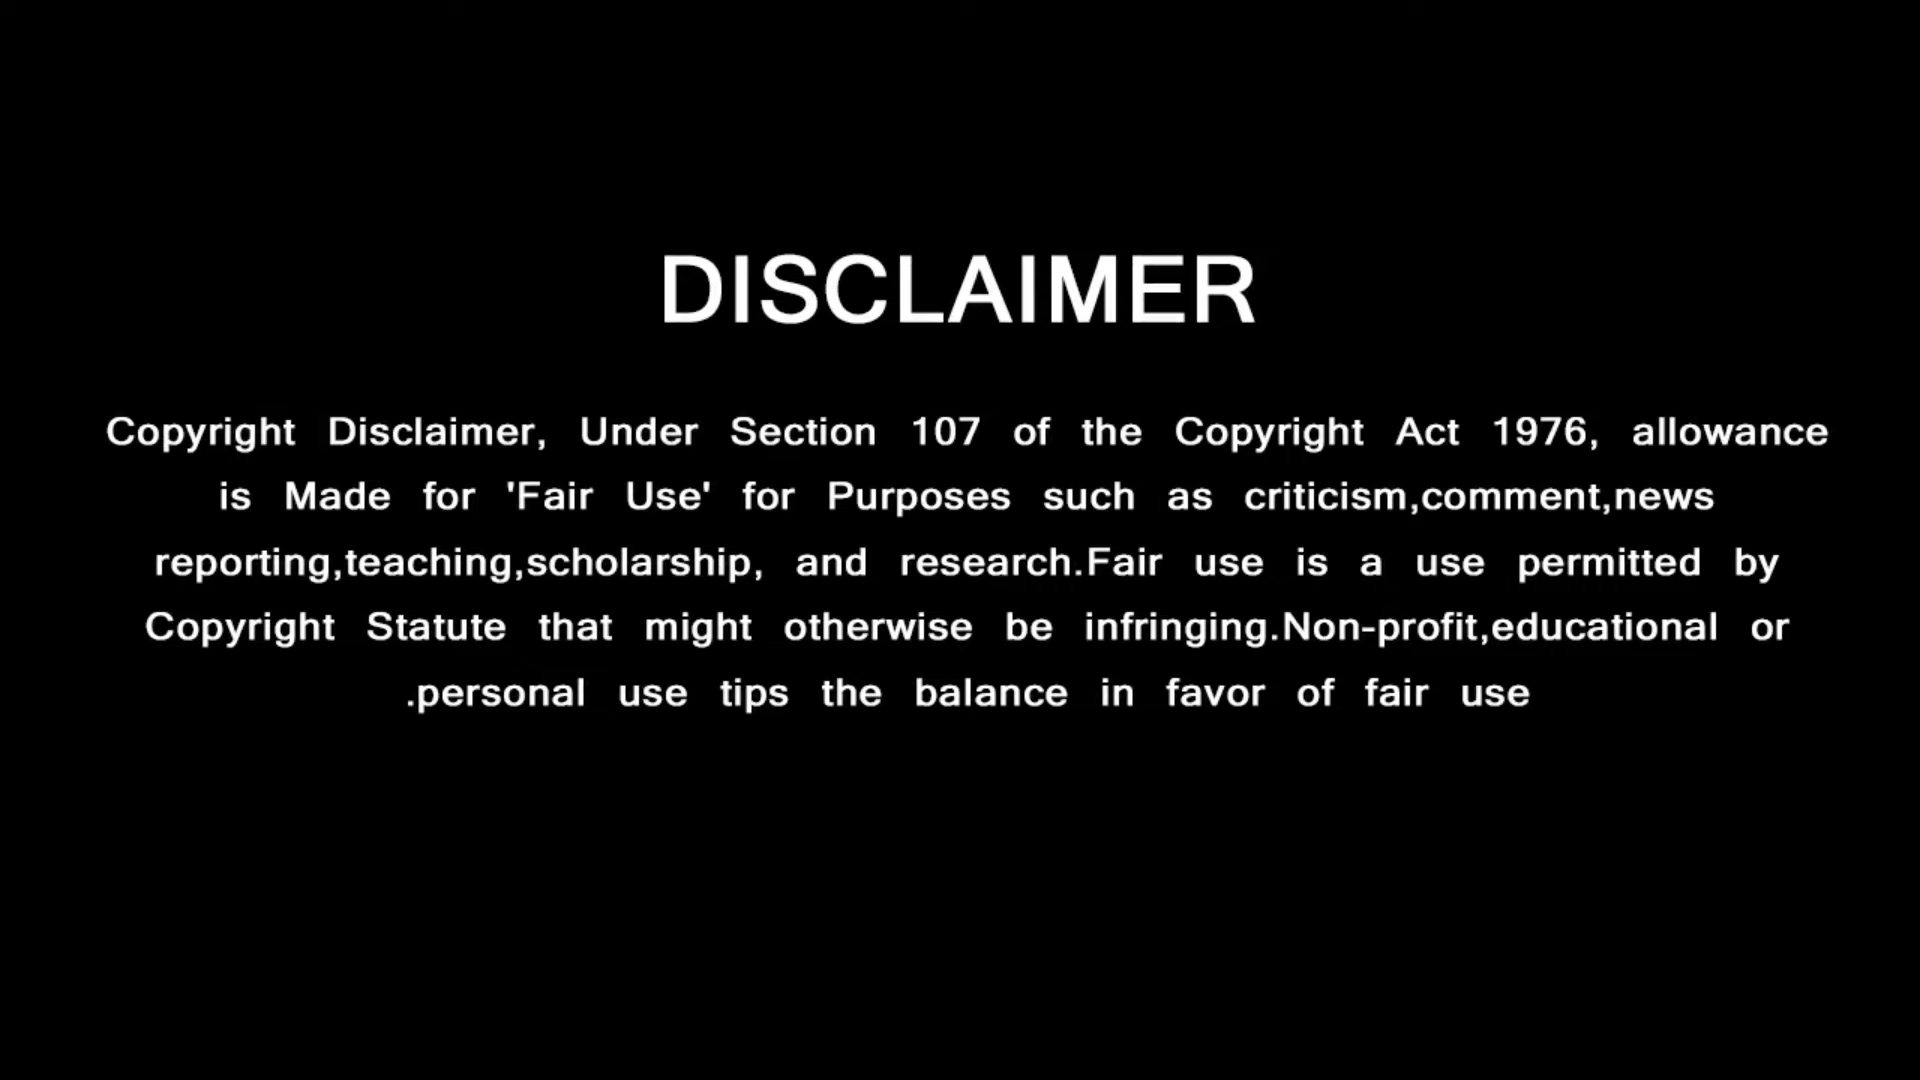 DISCLAIMER
Copyright Disclaimer, Under Section 107 of the Copyright Act 1976, allowance
is Made for 'Fair Use' for Purposes such as criticism,comment,news
reporting,teaching,scholarship, and research.Fair use is a use permitted by
Copyright Statute that might otherwise be infringing.Non-profit,educational or
.personal use tips the balance in favor of fair use